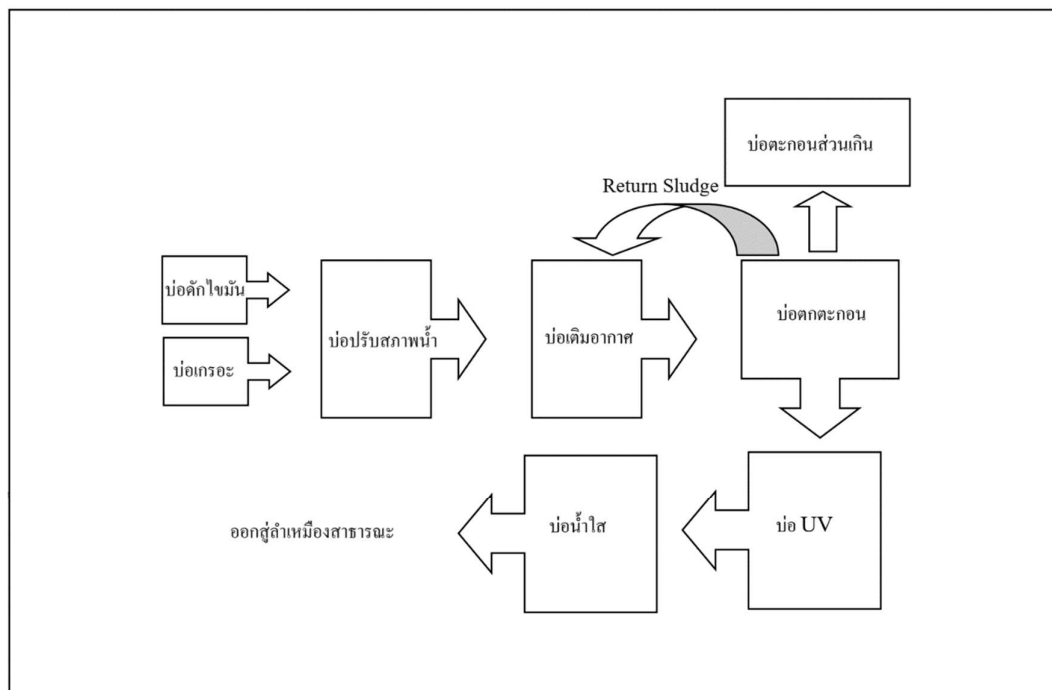 บ่อตะกอนส่วนเกิน
Return Sludge
บ่อดักไขมัน
บ่อเกรอะ
บ่อปรับสภาพน้ำ
บ่อเติมอากาศ
บ่อตกตะกอน
ออกสู่ลำเหมืองสาธารณะ
บ่อน้ำใส
บ่อ UV